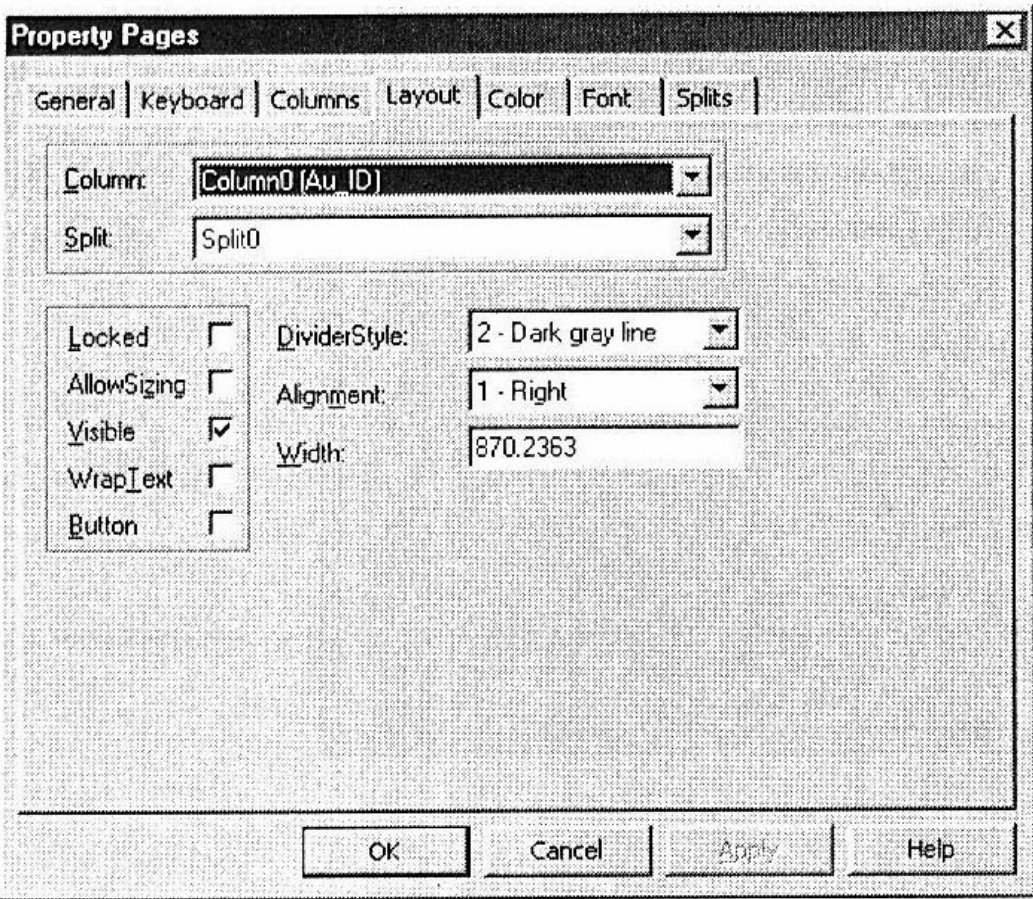 Property Pages
General Keyboard Columns Layout Color Font Splits
Column: Column0 (Au_ID)
Split: Split0
Locked
AllowSizing
Visible
WrapText
Button
DividerStyle: 2 - Dark gray line
Alignment: 1 - Right
Width: 870.2363
OK Cancel Apply Help